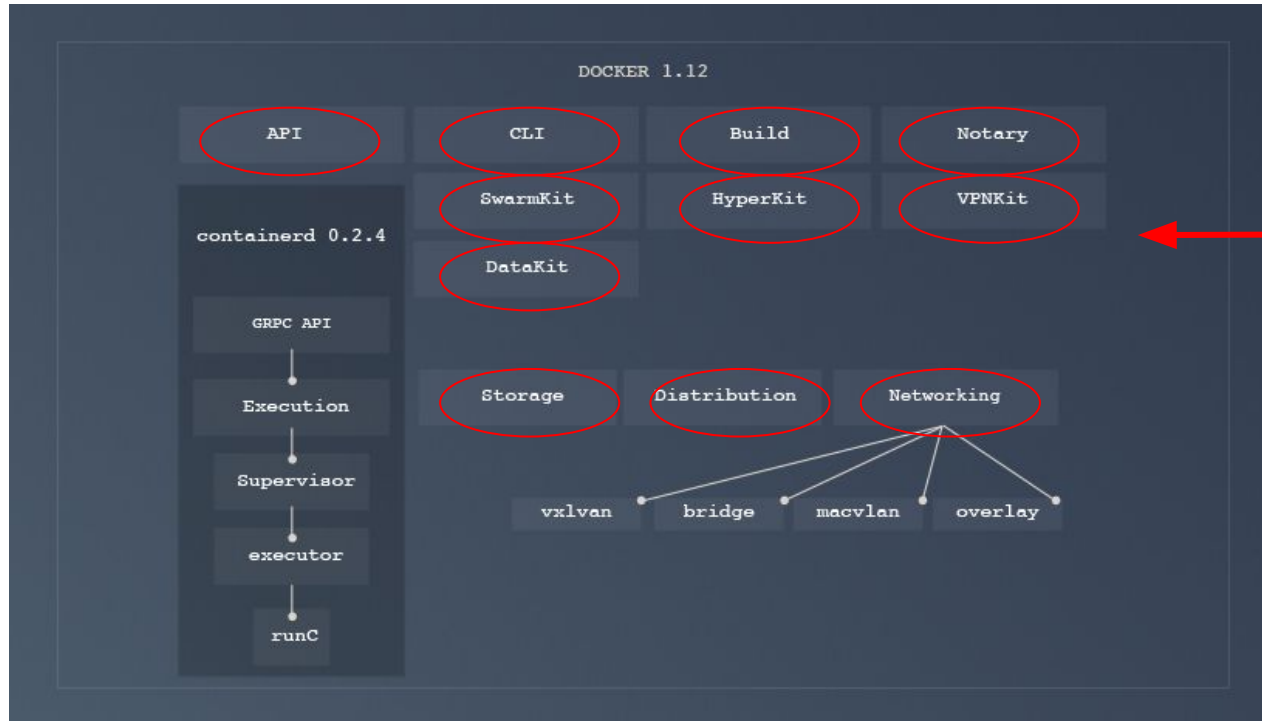 DOCKER 1.12
API
CLI
Build
Notary
SwarmKit
HyperKit
VPNKit
containerd 0.2.4
DataKit
GRPC API
Execution
Storage
Distribution
Networking
Supervisor
vxlvan
bridge
macvlan
overlay
executor
runC